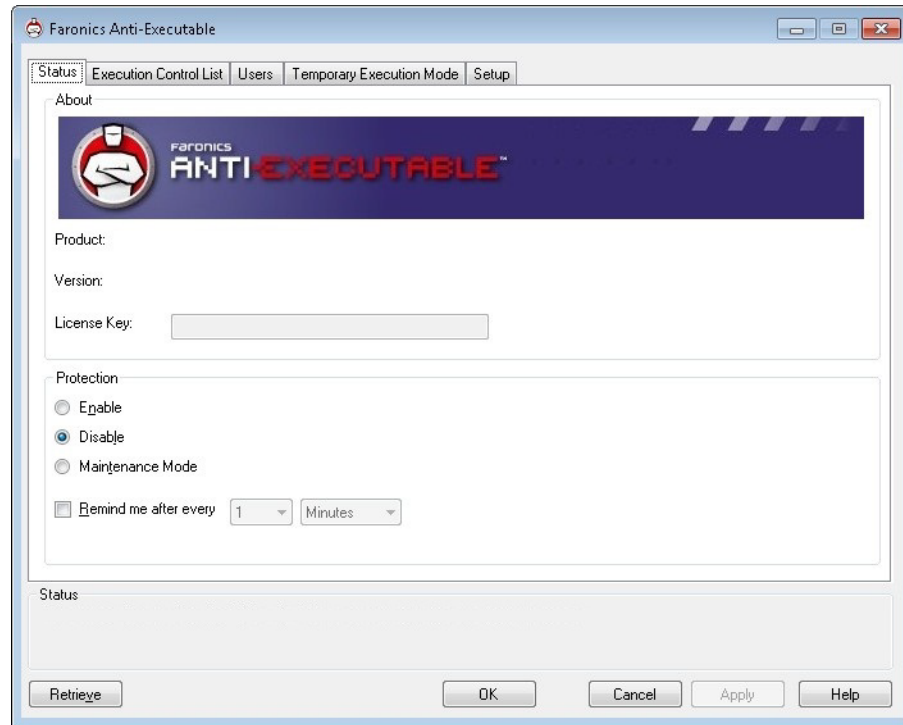 Faronics Anti-Executable
Status Execution Control List Users Temporary Execution Mode Setup
About
FARONICS
ANTI-EXECUTABLE™
Product:
Version:
License Key:
Protection
Enable
Disable
Maintenance Mode
Remind me after every 1 Minutes
Status
Retrieve OK Cancel Apply Help